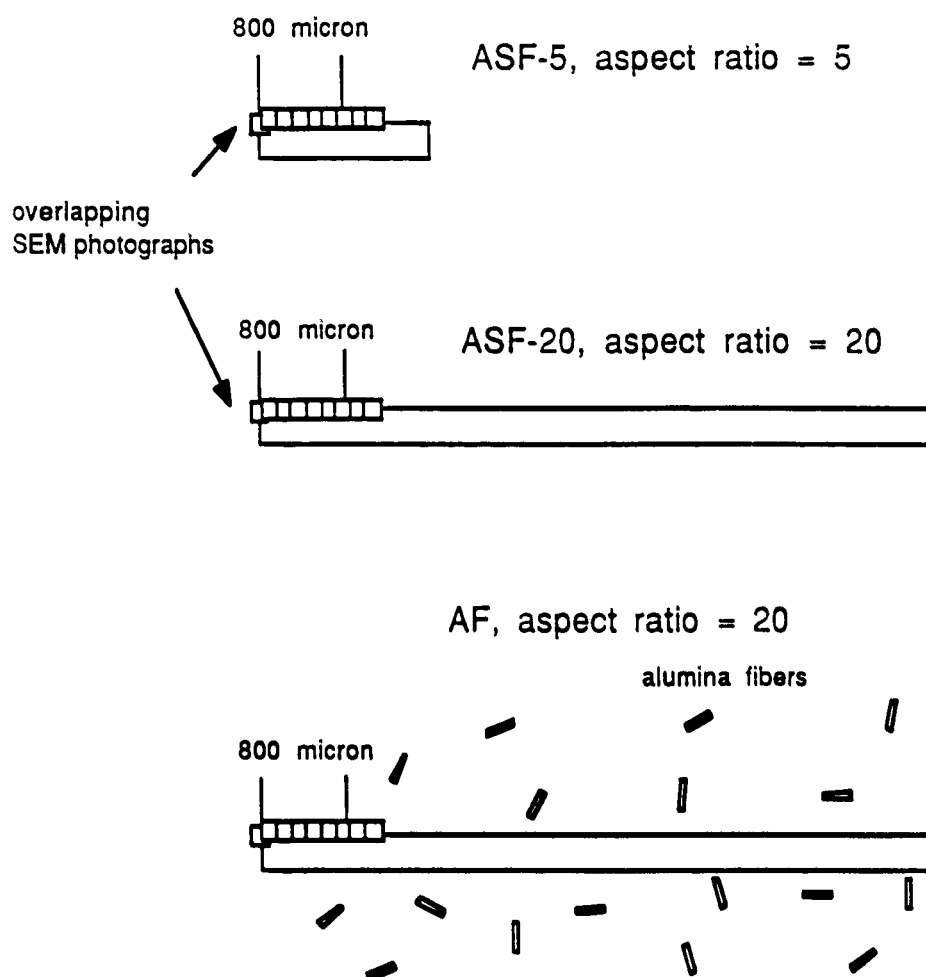 800 micron
ASF-5, aspect ratio = 5
overlapping
SEM photographs
800 micron
ASF-20, aspect ratio = 20
AF, aspect ratio = 20
alumina fibers
800 micron